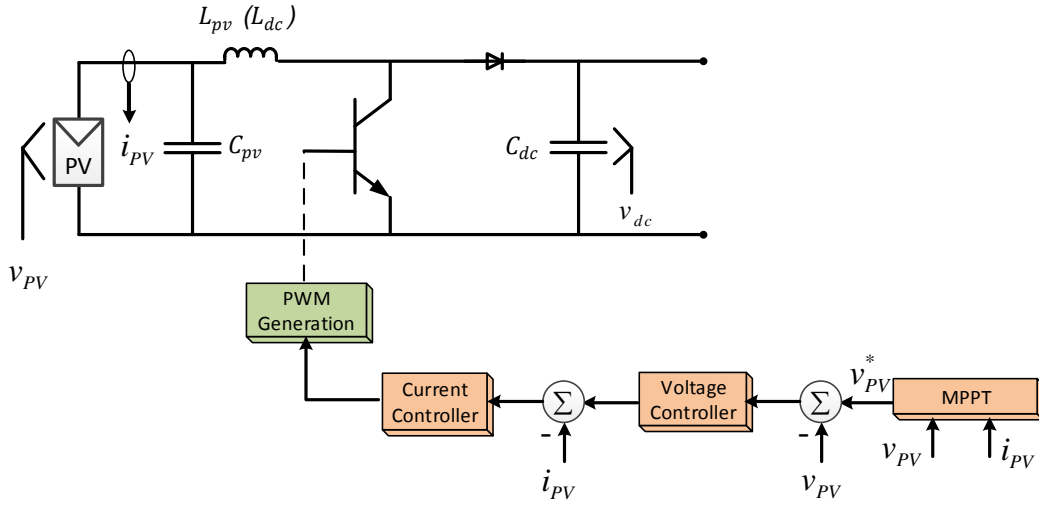 L_pv (L_dc)
i_PV
PV
C_pv
C_dc
v_dc
v_PV
PWM
Generation
Current
Controller
Σ
-
i_PV
Voltage
Controller
Σ
-
v_PV
v*_PV
MPPT
v_PV
i_PV